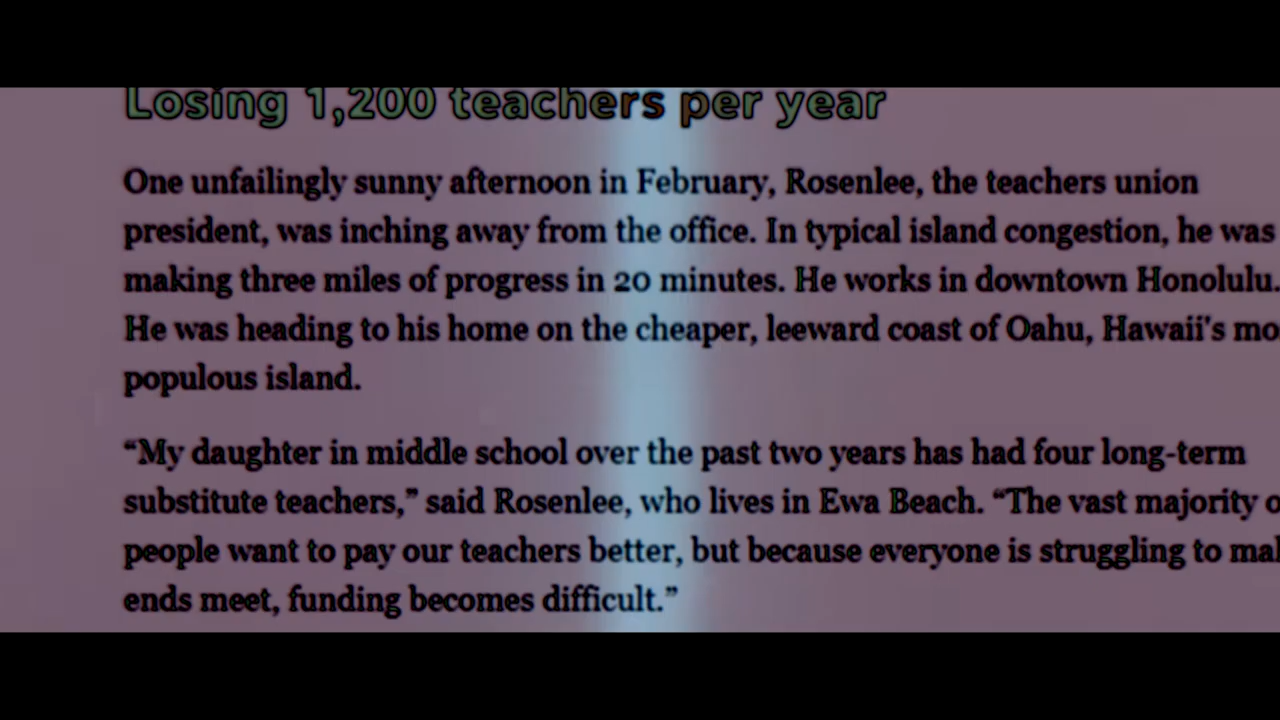 Losing 1,200 teachers per year
One unfailingly sunny afternoon in February, Rosenlee, the teachers union
president, was inching away from the office. In typical island congestion, he was
making three miles of progress in 20 minutes. He works in downtown Honolulu.
He was heading to his home on the cheaper, leeward coast of Oahu, Hawaii's
populous island.
“My daughter in middle school over the past two years has had four long-term
substitute teachers,” said Rosenlee, who lives in Ewa Beach. “The vast majority
people want to pay our teachers better, but because everyone is struggling to
ends meet, funding becomes difficult.”